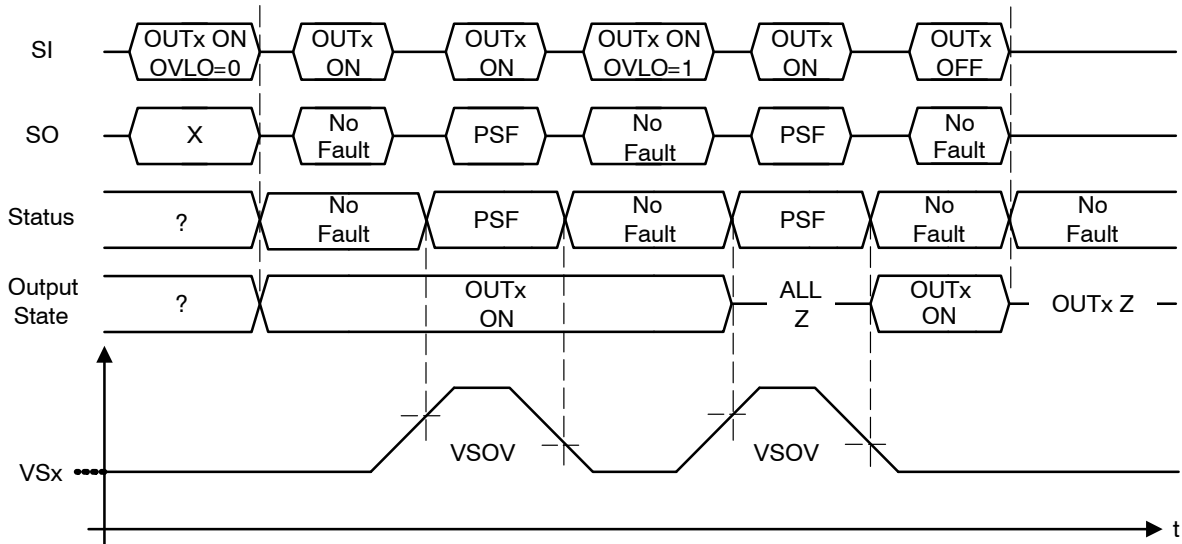 SI
OUTx ON
OVLO=0
OUTx
ON
OUTx
ON
OUTx ON
OVLO=1
OUTx
ON
OUTx
OFF
SO
X
No
Fault
PSF
No
Fault
PSF
No
Fault
Status
?
No
Fault
PSF
No
Fault
PSF
No
Fault
No
Fault
Output
State
?
OUTx
ON
ALL
Z
OUTx
ON
OUTx Z
VSOV
VSOV
VSx
t